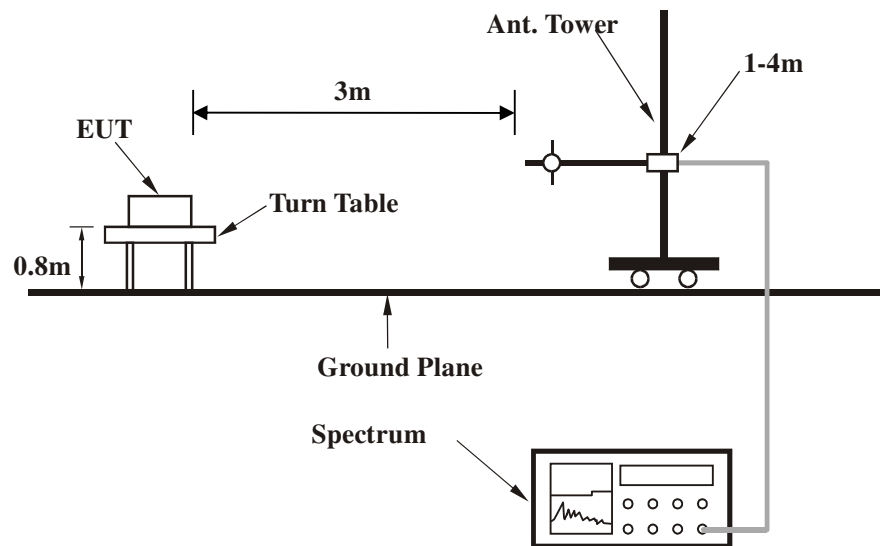 Ant. Tower
1-4m
3m
EUT
Turn Table
0.8m
Ground Plane
Spectrum